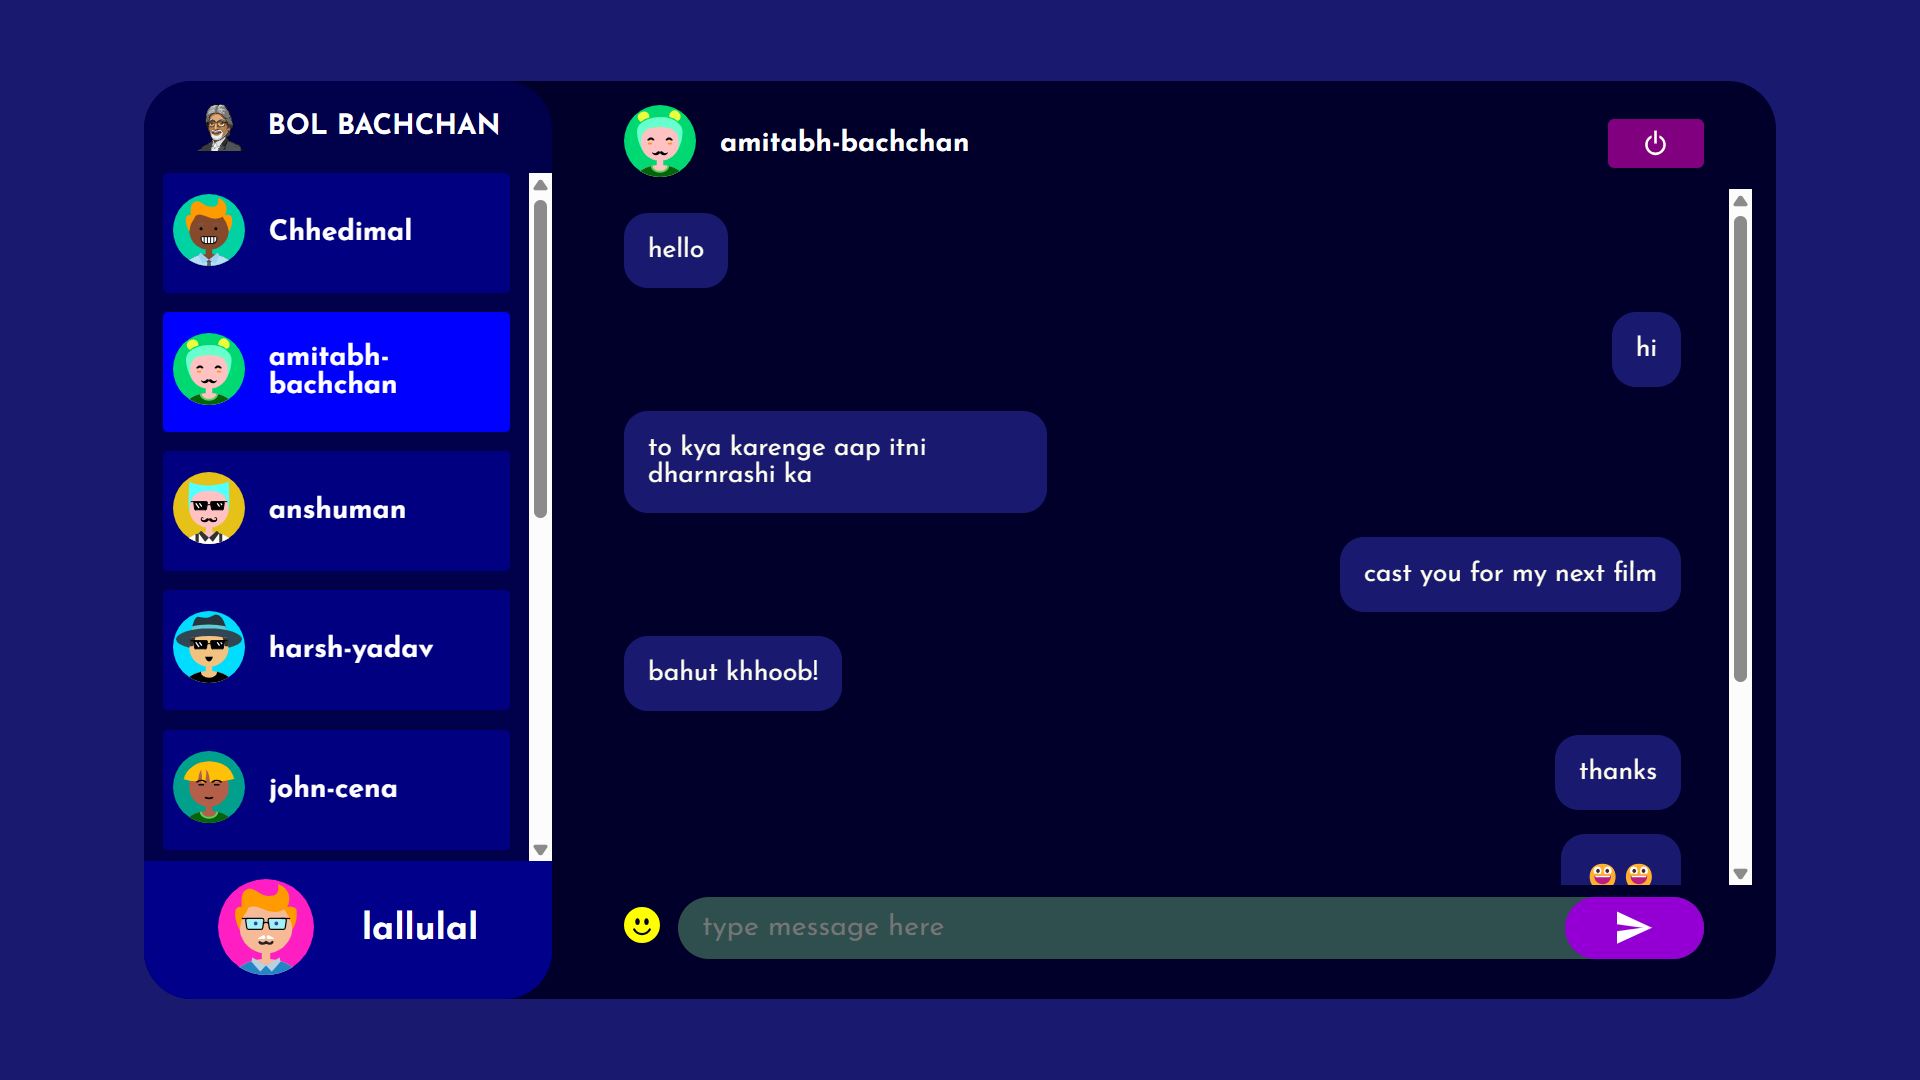 BOL BACHCHAN
Chhedimal
amitabh-
bachchan
anshuman
harsh-yadav
john-cena
lallulal
amitabh-bachchan
hello
hi
to kya karenge aap itni
dharnrashi ka
cast you for my next film
bahut khhoob!
thanks
type message here